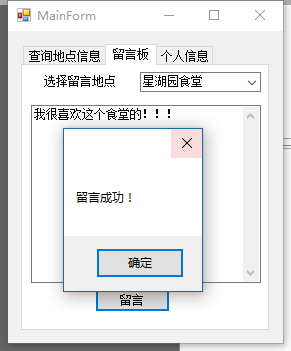 MainForm
查询地点信息 留言板 个人信息
选择留言地点 星湖园食堂
我很喜欢这个食堂的！！！
留言成功！
确定
留言